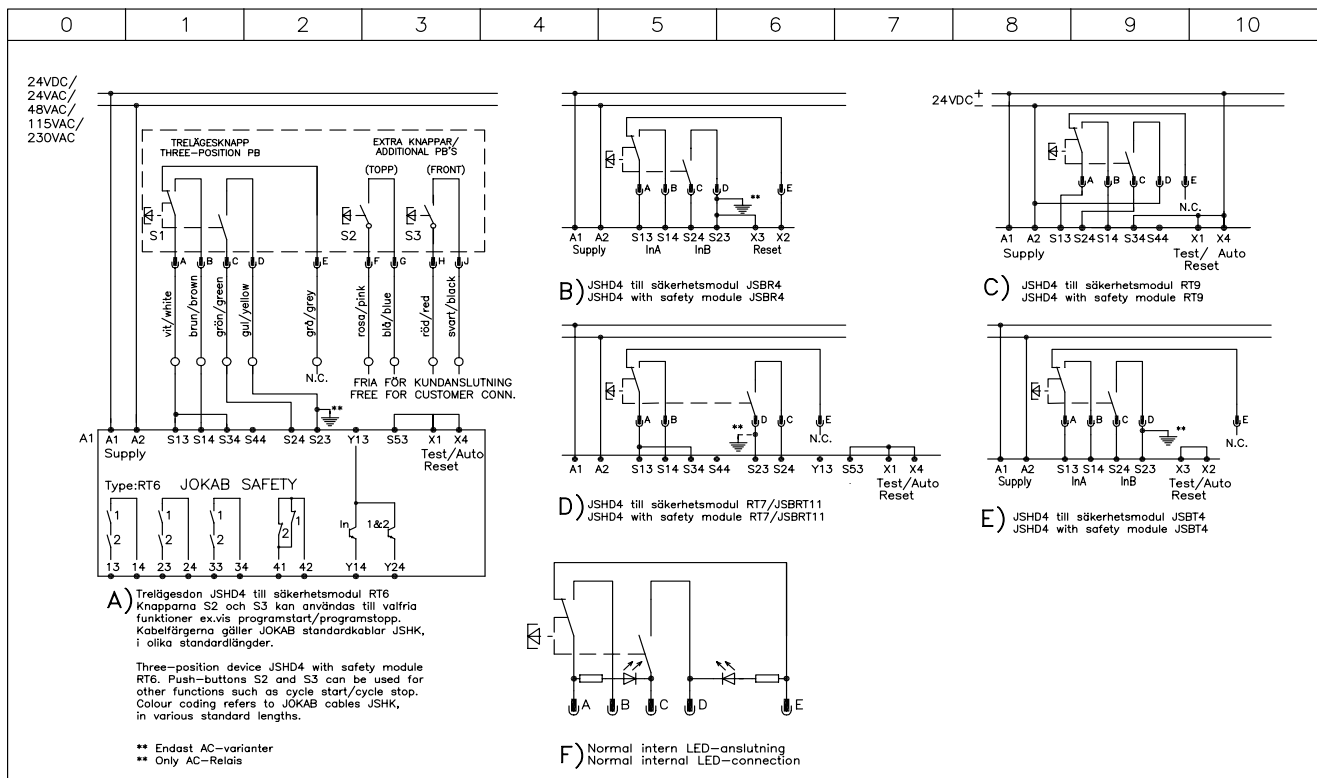 0 1 2 3 4 5 6 7 8 9 10
24VDC/
24VAC/
48VAC/
115VAC/
230VAC
TRELÄGESKNAPP
THREE-POSITION PB
EXTRA KNAPPAR/
ADDITIONAL PB'S
(TOPP) (FRONT)
S1 S2 S3
A B C D E F G H J
vit/white
brun/brown
grön/green
gul/yellow
grå/grey
rosa/pink
blå/blue
röd/red
svart/black
N.C.
FRIA FÖR KUNDANSLUTNING
FREE FOR CUSTOMER CONN.
**
A1 A1 A2 S13 S14 S34 S44 S24 S23 Y13 S53 X1 X4
Supply Test/Auto
Reset
Type:RT6 JOKAB SAFETY
1 1 1 1
2 2 2 2
In 1&2
13 14 23 24 33 34 41 42 Y14 Y24
A) Trelägesdon JSHD4 till säkerhetsmodul RT6
Knapparna S2 och S3 kan användas till valfria
funktioner ex.vis programstart/programstopp.
Kabelfärgerna gäller JOKAB standardkablar JSHK,
i olika standardlängder.
Three-position device JSHD4 with safety module
RT6. Push-buttons S2 and S3 can be used for
other functions such as cycle start/cycle stop.
Colour coding refers to JOKAB cables JSHK,
in various standard lengths.
** Endast AC-varianter
** Only AC-Relais
A B C D E
**
A1 A2 S13 S14 S24 S23 X3 X2
Supply InA InB Reset
B) JSHD4 till säkerhetsmodul JSBR4
JSHD4 with safety module JSBR4
24VDC + −
A B C D E
N.C.
A1 A2 S13 S24 S14 S34 S44 X1 X4
Supply Test/ Auto
Reset
C) JSHD4 till säkerhetsmodul RT9
JSHD4 with safety module RT9
A B D C E
** N.C.
A1 A2 S13 S14 S34 S44 S23 S24 Y13 S53 X1 X4
Test/Auto
Reset
D) JSHD4 till säkerhetsmodul RT7/JSBRT11
JSHD4 with safety module RT7/JSBRT11
A B C D E
** N.C.
A1 A2 S13 S14 S24 S23 X3 X2
Supply InA InB Test/Auto
Reset
E) JSHD4 till säkerhetsmodul JSBT4
JSHD4 with safety module JSBT4
A B C D E
F) Normal intern LED-anslutning
Normal internal LED-connection